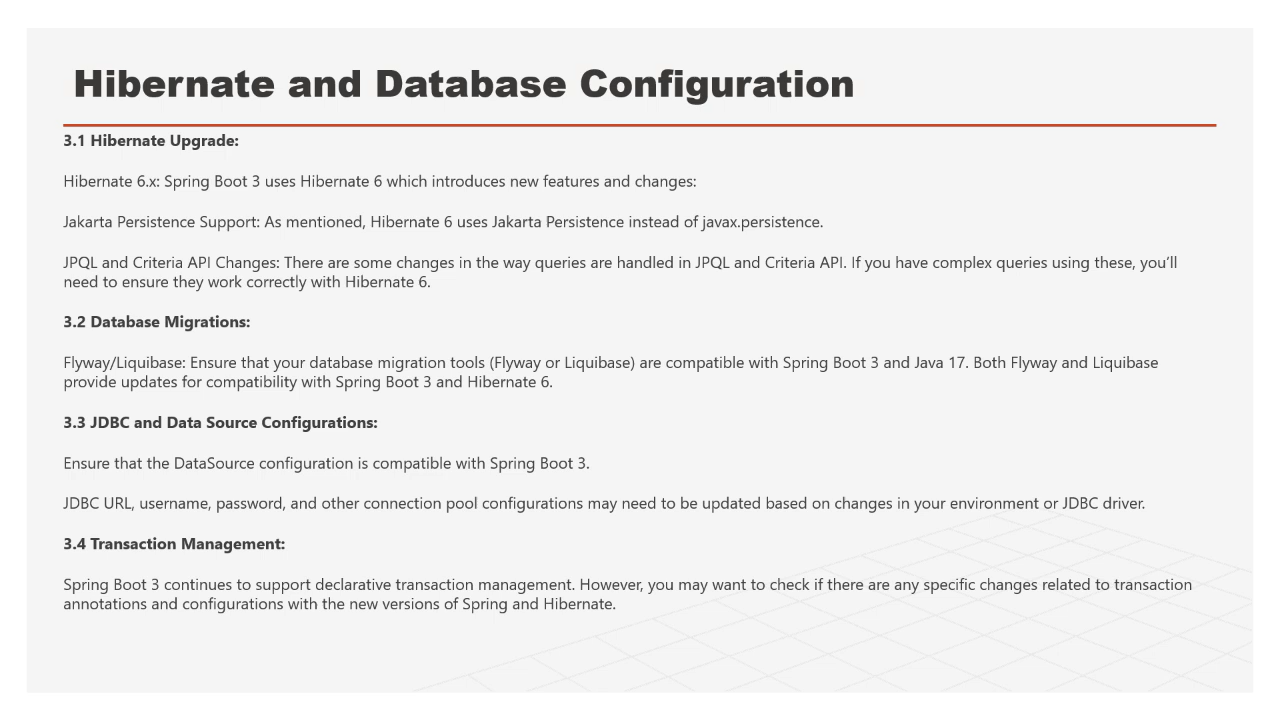 Hibernate and Database Configuration
3.1 Hibernate Upgrade:
Hibernate 6.x: Spring Boot 3 uses Hibernate 6 which introduces new features and changes:
Jakarta Persistence Support: As mentioned, Hibernate 6 uses Jakarta Persistence instead of javax.persistence.
JPQL and Criteria API Changes: There are some changes in the way queries are handled in JPQL and Criteria API. If you have complex queries using these, you’ll
need to ensure they work correctly with Hibernate 6.
3.2 Database Migrations:
Flyway/Liquibase: Ensure that your database migration tools (Flyway or Liquibase) are compatible with Spring Boot 3 and Java 17. Both Flyway and Liquibase
provide updates for compatibility with Spring Boot 3 and Hibernate 6.
3.3 JDBC and Data Source Configurations:
Ensure that the DataSource configuration is compatible with Spring Boot 3.
JDBC URL, username, password, and other connection pool configurations may need to be updated based on changes in your environment or JDBC driver.
3.4 Transaction Management:
Spring Boot 3 continues to support declarative transaction management. However, you may want to check if there are any specific changes related to transaction
annotations and configurations with the new versions of Spring and Hibernate.